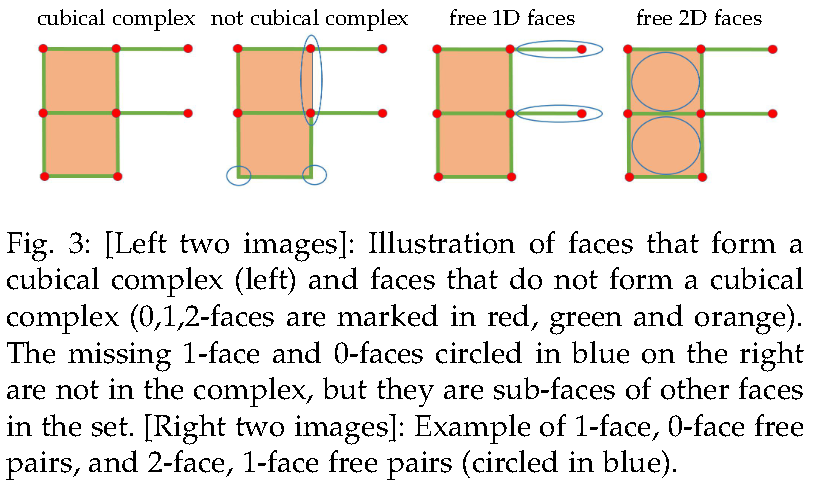 cubical complex not cubical complex free 1D faces free 2D faces
Fig. 3: [Left two images]: Illustration of faces that form a
cubical complex (left) and faces that do not form a cubical
complex (0,1,2-faces are marked in red, green and orange).
The missing 1-face and 0-faces circled in blue on the right
are not in the complex, but they are sub-faces of other faces
in the set. [Right two images]: Example of 1-face, 0-face free
pairs, and 2-face, 1-face free pairs (circled in blue).